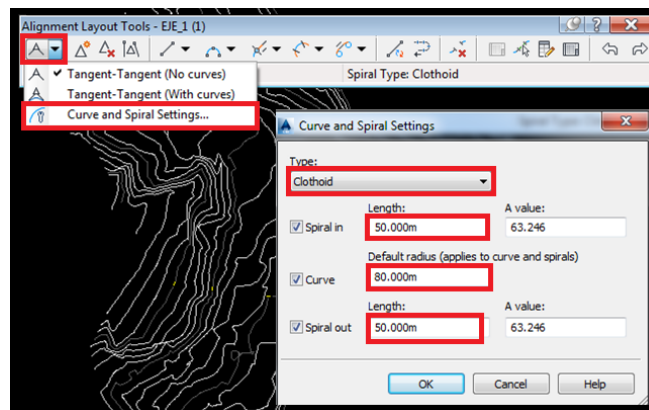 Alignment Layout Tools - EJE_1 (1)
Tangent-Tangent (No curves)
Spiral Type: Clothoid
Tangent-Tangent (With curves)
Curve and Spiral Settings...
Curve and Spiral Settings
Type:
Clothoid
Length:
A value:
Spiral in
50.000m
63.246
Default radius (applies to curve and spirals)
Curve
80.000m
Length:
A value:
Spiral out
50.000m
63.246
OK
Cancel
Help